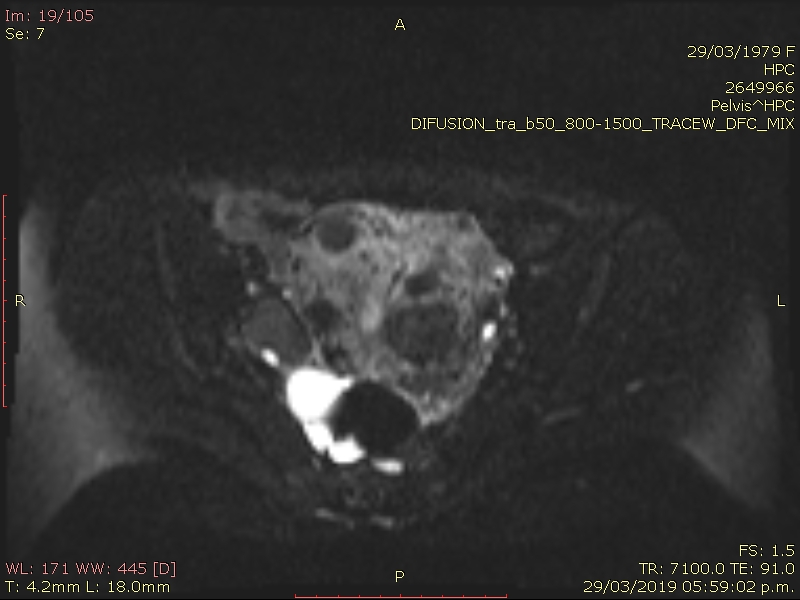 Im: 19/105
Se: 7
A
29/03/1979 F
HPC
2649966
Pelvis^HPC
DIFUSION_tra_b50_800-1500_TRACEW_DFC_MIX
R
L
FS: 1.5
WL: 171 WW: 445 [D]
TR: 7100.0 TE: 91.0
T: 4.2mm L: 18.0mm
P
29/03/2019 05:59:02 p.m.